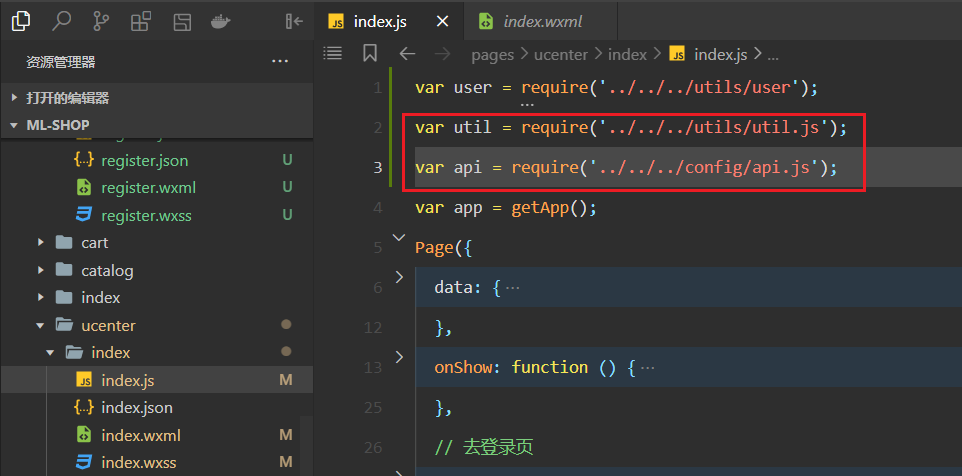 index.js
index.wxml
资源管理器
pages > ucenter > index > JS index.js > ...
打开的编辑器
ML-SHOP
register.json U
register.wxml U
register.wxss U
cart
catalog
index
ucenter
index
JS index.js M
index.json
index.wxml M
index.wxss M
1 var user = require('../../../utils/user');
2 var util = require('../../../utils/util.js');
3 var api = require('../../../config/api.js');
4 var app = getApp();
5 Page({
6 data: { ...
12 },
13 onShow: function () { ...
25 },
26 // 去登录页